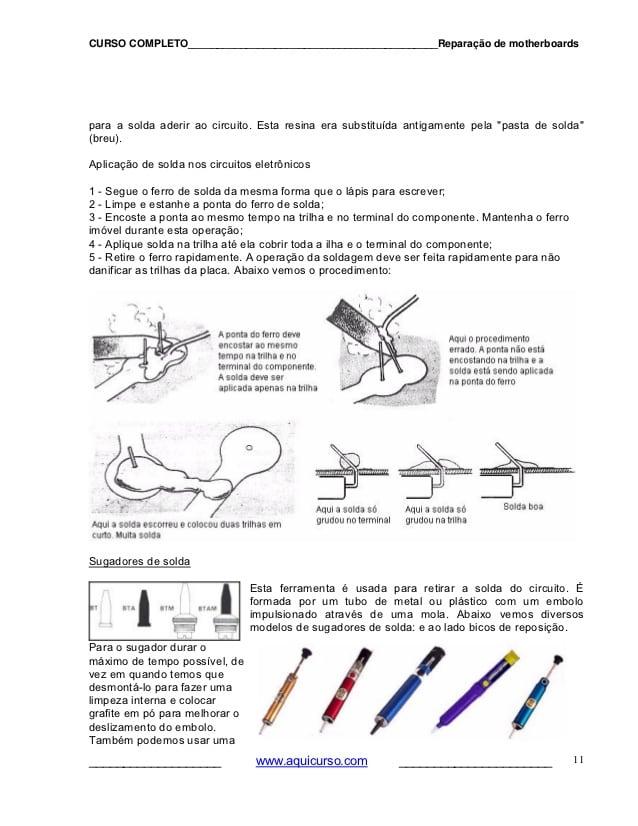 CURSO COMPLETO__________________________________________Reparação de motherboards
para a solda aderir ao circuito. Esta resina era substituída antigamente pela "pasta de solda"
(breu).
Aplicação de solda nos circuitos eletrônicos
1 - Segue o ferro de solda da mesma forma que o lápis para escrever;
2 - Limpe e estanhe a ponta do ferro de solda;
3 - Encoste a ponta ao mesmo tempo na trilha e no terminal do componente. Mantenha o ferro
imóvel durante esta operação;
4 - Aplique solda na trilha até ela cobrir toda a ilha e o terminal do componente;
5 - Retire o ferro rapidamente. A operação da soldagem deve ser feita rapidamente para não
danificar as trilhas da placa. Abaixo vemos o procedimento:
A ponta do ferro deve
encostar ao mesmo
tempo na trilha e no
terminal do componente.
A solda deve ser
aplicada apenas na trilha
Aqui o procedimento
errado. A ponta não está
encostando na trilha e a
solda está sendo aplicada
na ponta do ferro
Aqui a solda escorreu e colocou duas trilhas em
curto. Muita solda
Aqui a solda só
grudou no terminal
Aqui a solda só
grudou na trilha
Solda boa
Sugadores de solda
BT BTA BTM BTAM
Esta ferramenta é usada para retirar a solda do circuito. É
formada por um tubo de metal ou plástico com um embolo
impulsionado através de uma mola. Abaixo vemos diversos
modelos de sugadores de solda: e ao lado bicos de reposição.
Para o sugador durar o
máximo de tempo possível, de
vez em quando temos que
desmontá-lo para fazer uma
limpeza interna e colocar
grafite em pó para melhorar o
deslizamento do embolo.
Também podemos usar uma
___________________ www.aquicurso.com ______________________ 11